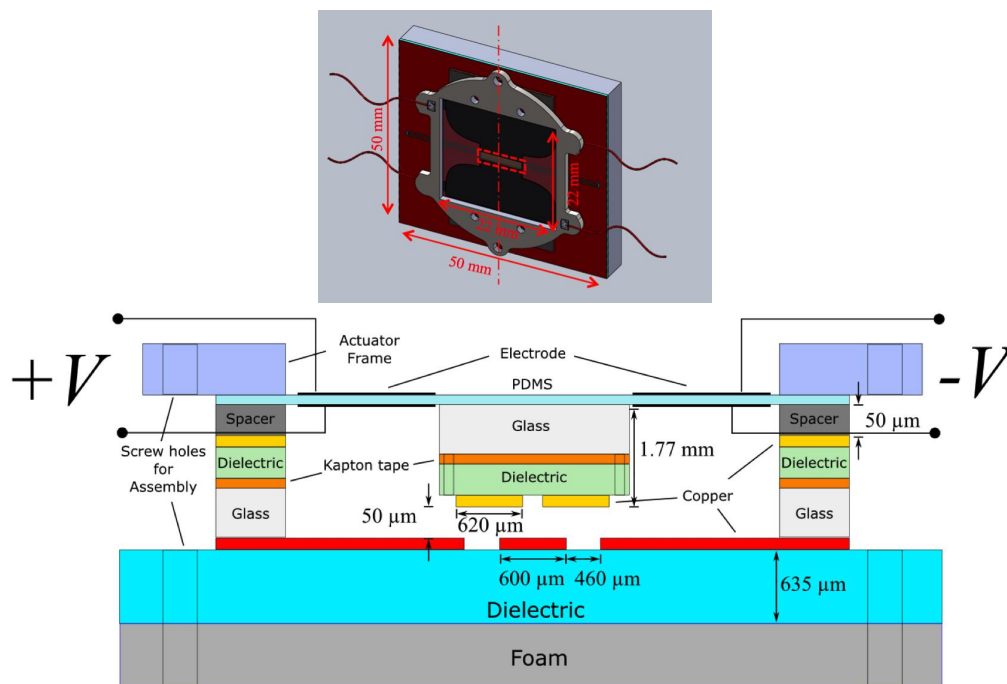 50 mm
22 mm
22 mm
50 mm
+V
-V
Actuator
Frame
Electrode
PDMS
50 µm
Spacer
Glass
1.77 mm
Screw holes
for
Assembly
Dielectric
Kapton tape
Dielectric
Dielectric
Copper
Glass
50 µm
620 µm
Glass
600 µm
460 µm
635 µm
Dielectric
Foam